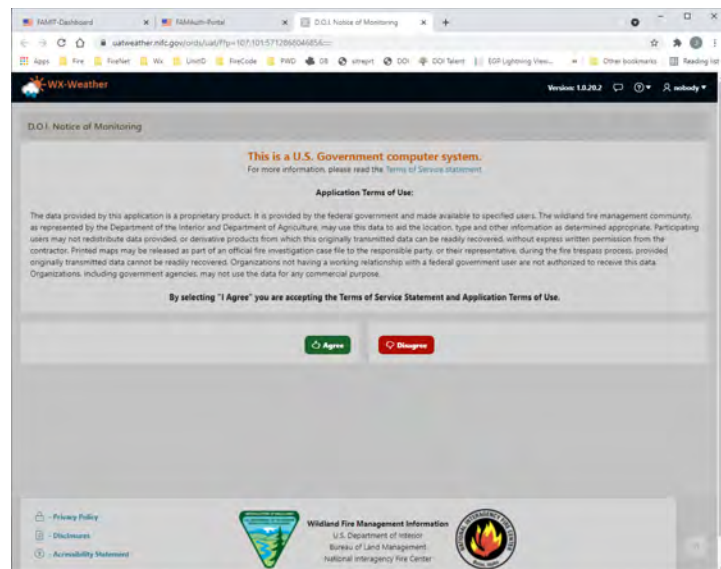 FAMIT-Dashboard
FAMAuth-Portal
D.O.I. Notice of Monitoring
Apps Fire FireNet Wx UnitID FireCode FWD DB DOI DOI Talent EGP Lightning View... Other bookmarks Reading list
WX-Weather
Version: 1.0.20.2 nobody
D.O.I. Notice of Monitoring
This is a U.S. Government computer system.
For more information, please read the Terms of Service statement
Application Terms of Use:
The data provided by this application is a proprietary product. It is provided by the federal government and made available to specified users. The wildland fire management community,
as represented by the Department of the Interior and Department of Agriculture, may use this data to aid the location, type and other information as determined appropriate. Participating
users may not redistribute data provided, or derivative products from which this originally transmitted data can be readily recovered, without express written permission from the
contractor. Printed maps may be released as part of an official fire investigation case file to the responsible party, or their representative, during the fire trespass process, provided
originally transmitted data cannot be readily recovered. Organizations not having a working relationship with a federal government user are not authorized to receive this data.
Organizations, including government agencies, may not use the data for any commercial purpose.
By selecting "I Agree" you are accepting the Terms of Service Statement and Application Terms of Use.
Agree
Disagree
- Privacy Policy
- Disclosures
- Accessibility Statement
Wildland Fire Management Information
U.S. Department of Interior
Bureau of Land Management
National Interagency Fire Center
NATIONAL INTERAGENCY FIRE CENTER